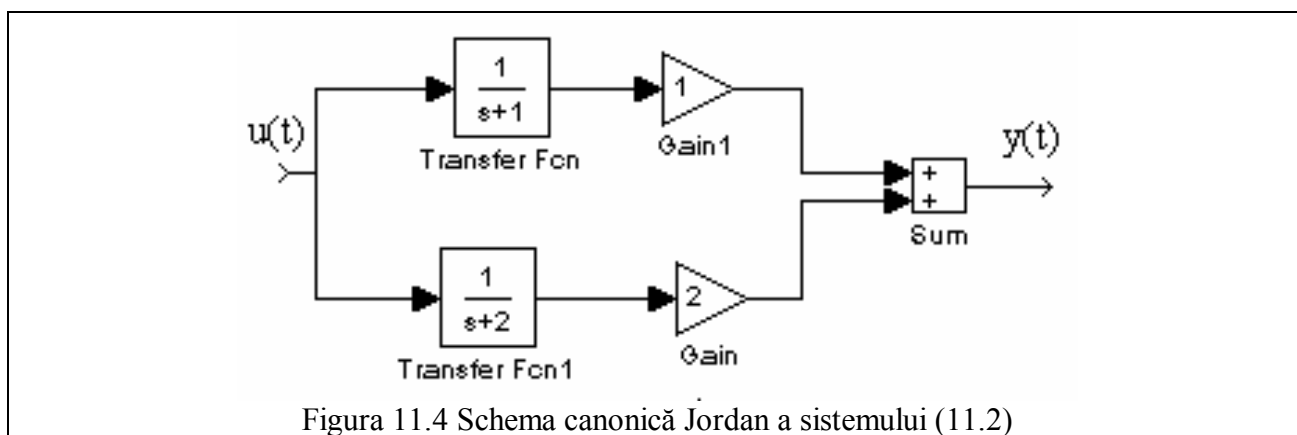 1
s+1
Transfer Fcn
1
Gain1
u(t)
y(t)
+
+
Sum
1
s+2
Transfer Fcn1
2
Gain
Figura 11.4 Schema canonică Jordan a sistemului (11.2)